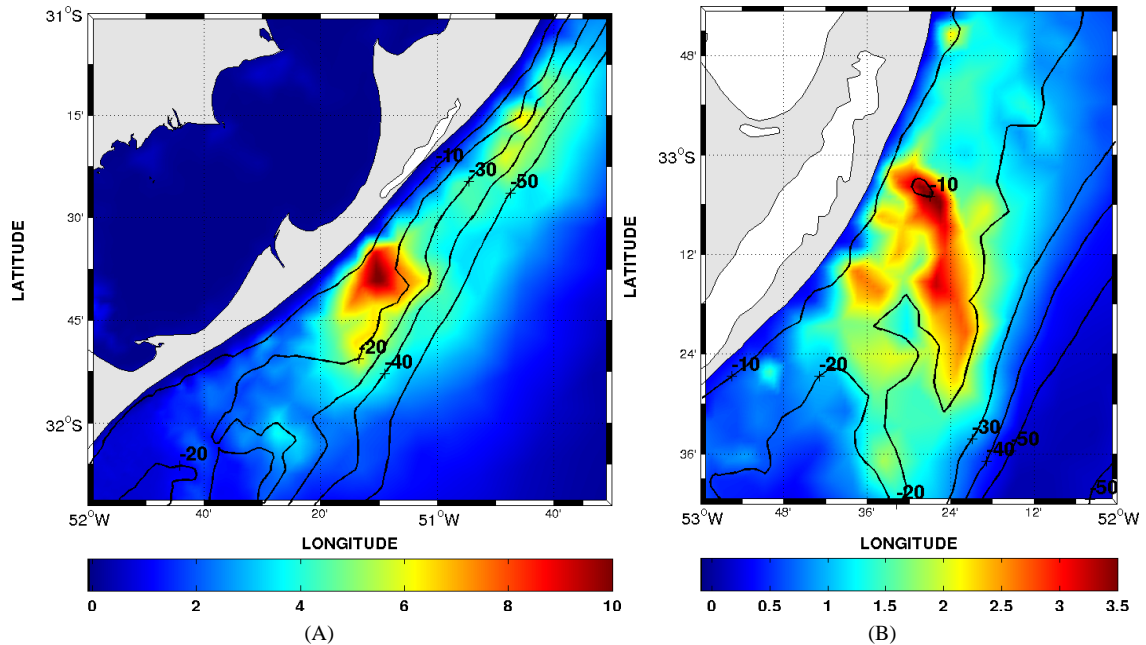 31°S
15'
30'
45'
32°S
LATITUDE
-10
-30
-50
-20
-40
-20
52°W
40'
20'
51°W
40'
LONGITUDE
0 2 4 6 8 10
(A)
48'
33°S
12'
24'
36'
LATITUDE
-10
-10
-20
-30
-40
-50
-20
-50
53°W
48'
36'
24'
12'
52°W
LONGITUDE
0 0.5 1 1.5 2 2.5 3 3.5
(B)